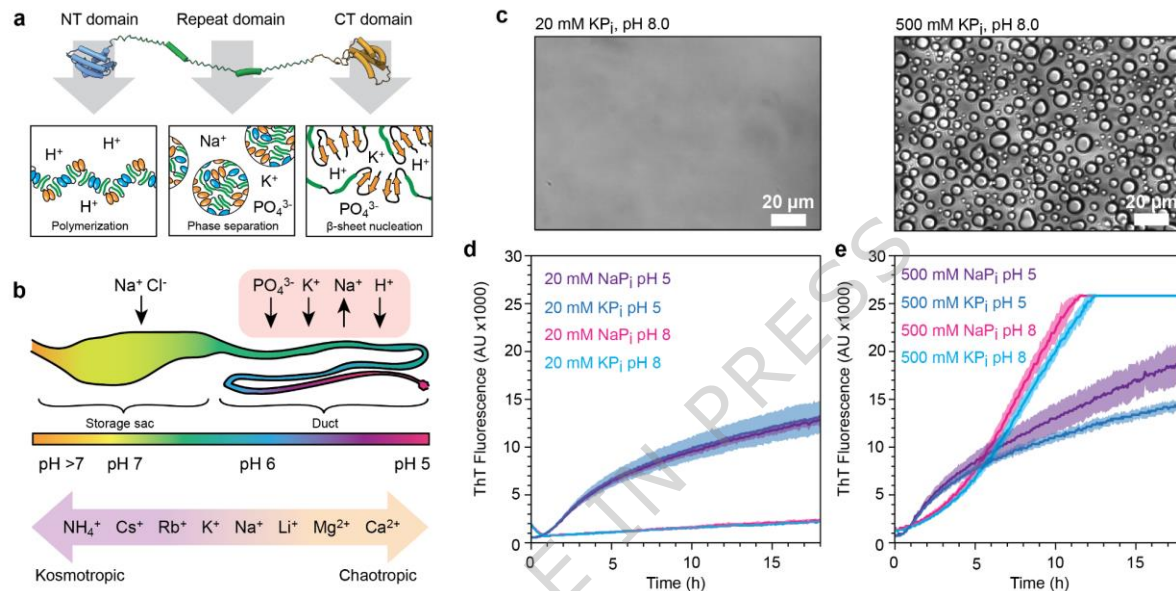 a
NT domain Repeat domain CT domain
H⁺ H⁺
H⁺
Polymerization
Na⁺
K⁺
PO₄³⁻
Phase separation
K⁺
H⁺ H⁺
PO₄³⁻
β-sheet nucleation
b
Na⁺ Cl⁻
PO₄³⁻ K⁺ Na⁺ H⁺
Storage sac Duct
pH >7 pH 7 pH 6 pH 5
NH₄⁺ Cs⁺ Rb⁺ K⁺ Na⁺ Li⁺ Mg²⁺ Ca²⁺
Kosmotropic Chaotropic
c
20 mM KPᵢ, pH 8.0
20 µm
500 mM KPᵢ, pH 8.0
20 µm
d
ThT Fluorescence (AU x1000)
30
25
20
15
10
5
0
20 mM NaPᵢ pH 5
20 mM KPᵢ pH 5
20 mM NaPᵢ pH 8
20 mM KPᵢ pH 8
0 5 10 15
Time (h)
e
ThT Fluorescence (AU x1000)
30
25
20
15
10
5
0
500 mM NaPᵢ pH 5
500 mM KPᵢ pH 5
500 mM NaPᵢ pH 8
500 mM KPᵢ pH 8
0 5 10 15
Time (h)
E IN PRESS